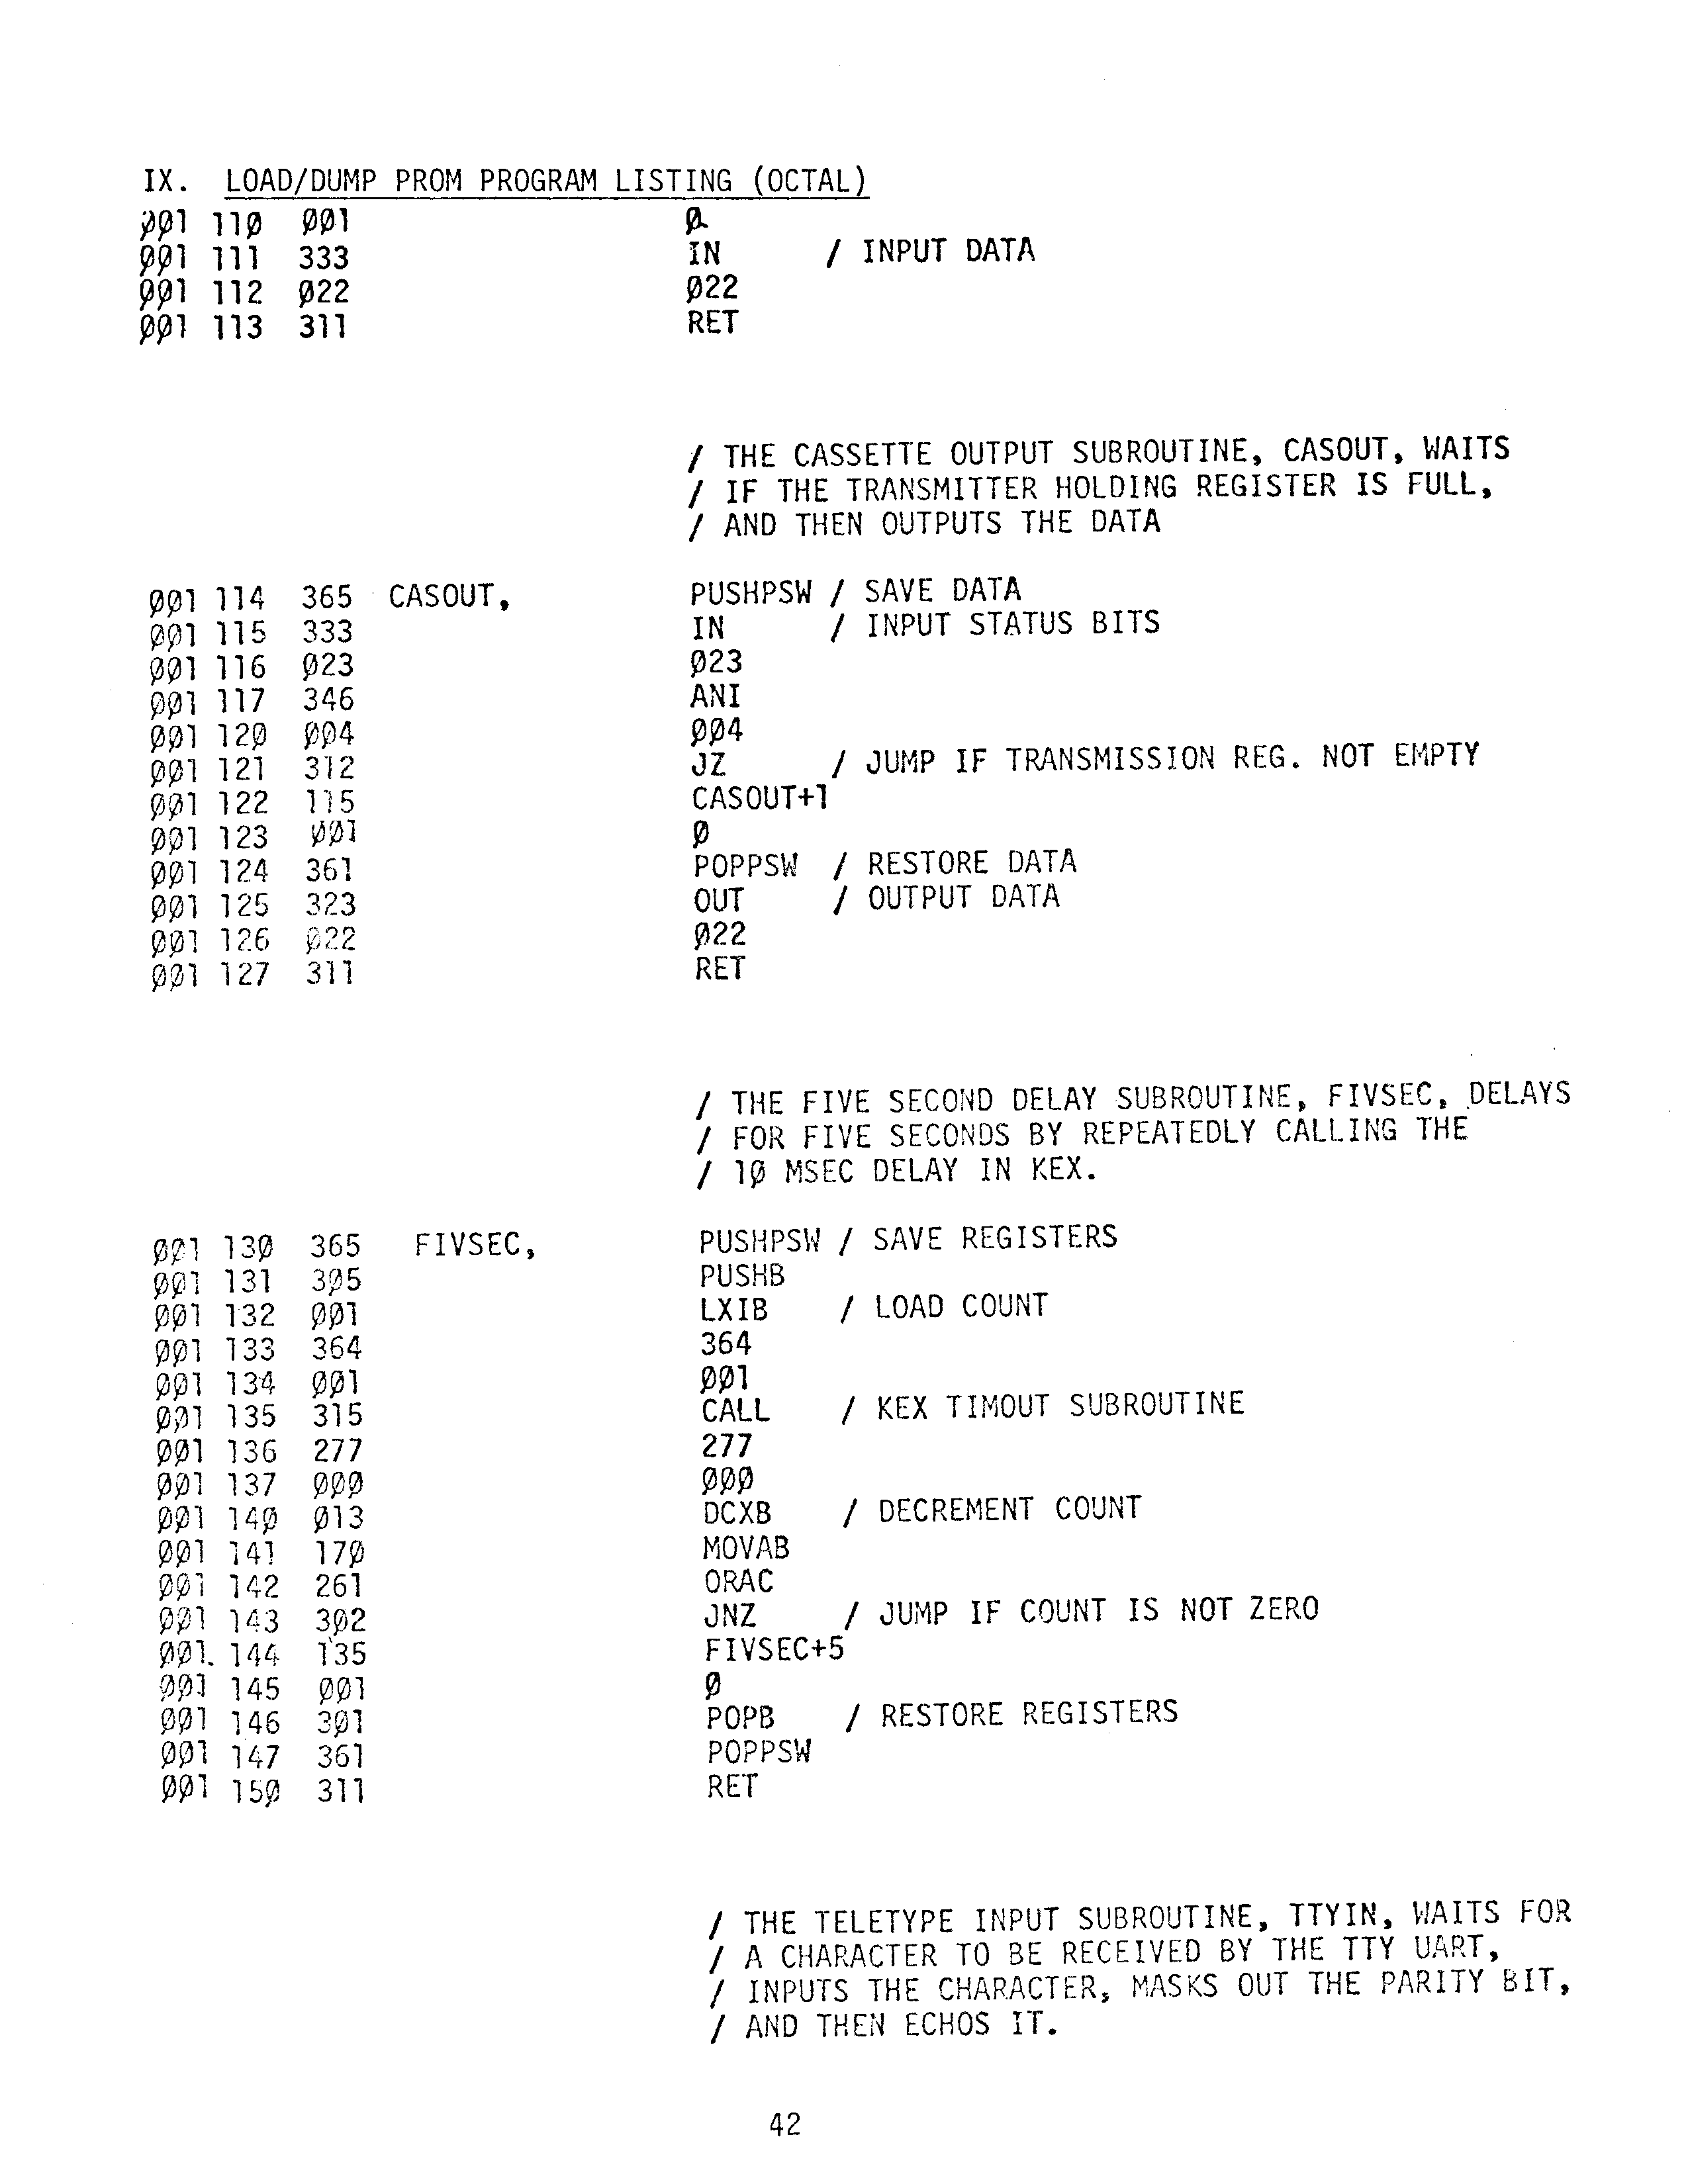 IX. LOAD/DUMP PROM PROGRAM LISTING (OCTAL)
ØØ1 11Ø ØØ1 Ø
ØØ1 111 333 IN / INPUT DATA
ØØ1 112 Ø22 Ø22
ØØ1 113 311 RET
/ THE CASSETTE OUTPUT SUBROUTINE, CASOUT, WAITS
/ IF THE TRANSMITTER HOLDING REGISTER IS FULL,
/ AND THEN OUTPUTS THE DATA
ØØ1 114 365 CASOUT, PUSHPSW / SAVE DATA
ØØ1 115 333 IN / INPUT STATUS BITS
ØØ1 116 Ø23 Ø23
ØØ1 117 346 ANI
ØØ1 12Ø ØØ4 ØØ4
ØØ1 121 312 JZ / JUMP IF TRANSMISSION REG. NOT EMPTY
ØØ1 122 115 CASOUT+1
ØØ1 123 ØØ1 Ø
ØØ1 124 361 POPPSW / RESTORE DATA
ØØ1 125 323 OUT / OUTPUT DATA
ØØ1 126 Ø22 Ø22
ØØ1 127 311 RET
/ THE FIVE SECOND DELAY SUBROUTINE, FIVSEC, DELAYS
/ FOR FIVE SECONDS BY REPEATEDLY CALLING THE
/ 1Ø MSEC DELAY IN KEX.
ØØ1 13Ø 365 FIVSEC, PUSHPSW / SAVE REGISTERS
ØØ1 131 3Ø5 PUSHB
ØØ1 132 ØØ1 LXIB / LOAD COUNT
ØØ1 133 364 364
ØØ1 134 ØØ1 ØØ1
ØØ1 135 315 CALL / KEX TIMOUT SUBROUTINE
ØØ1 136 277 277
ØØ1 137 ØØØ ØØØ
ØØ1 14Ø Ø13 DCXB / DECREMENT COUNT
ØØ1 141 17Ø MOVAB
ØØ1 142 261 ORAC
ØØ1 143 3Ø2 JNZ / JUMP IF COUNT IS NOT ZERO
ØØ1. 144 135 FIVSEC+5
ØØ1 145 ØØ1 Ø
ØØ1 146 3Ø1 POPB / RESTORE REGISTERS
ØØ1 147 361 POPPSW
ØØ1 15Ø 311 RET
/ THE TELETYPE INPUT SUBROUTINE, TTYIN, WAITS FOR
/ A CHARACTER TO BE RECEIVED BY THE TTY UART,
/ INPUTS THE CHARACTER, MASKS OUT THE PARITY BIT,
/ AND THEN ECHOS IT.
42